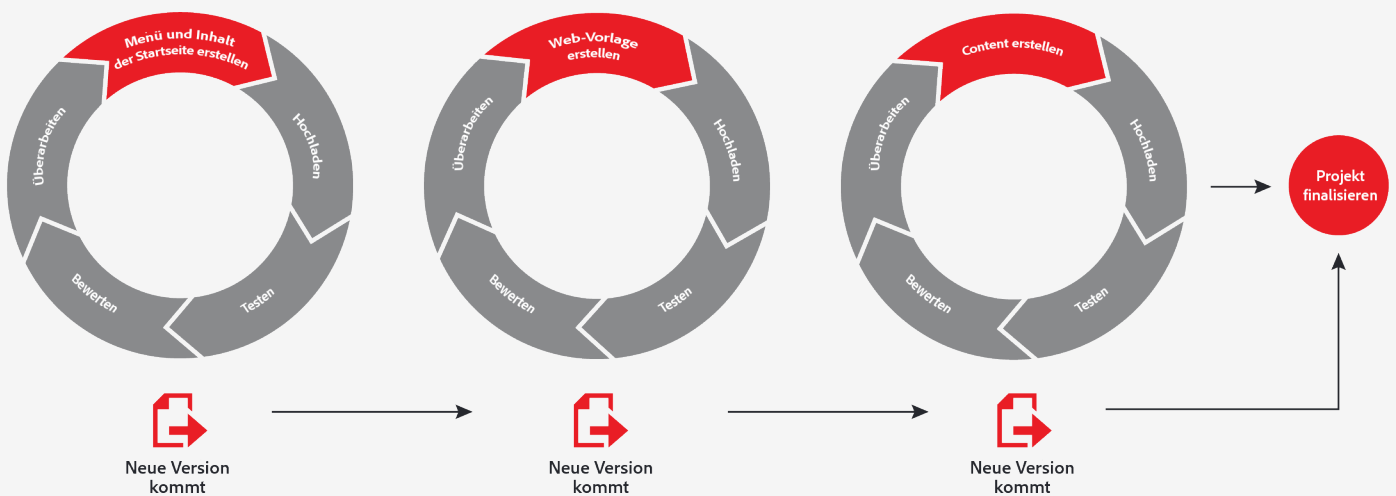 Menü und Inhalt
der Startseite erstellen
Hochladen
Testen
Bewerten
Überarbeiten
Neue Version
kommt
Web-Vorlage
erstellen
Hochladen
Testen
Bewerten
Überarbeiten
Neue Version
kommt
Content erstellen
Hochladen
Testen
Bewerten
Überarbeiten
Neue Version
kommt
Projekt
finalisieren